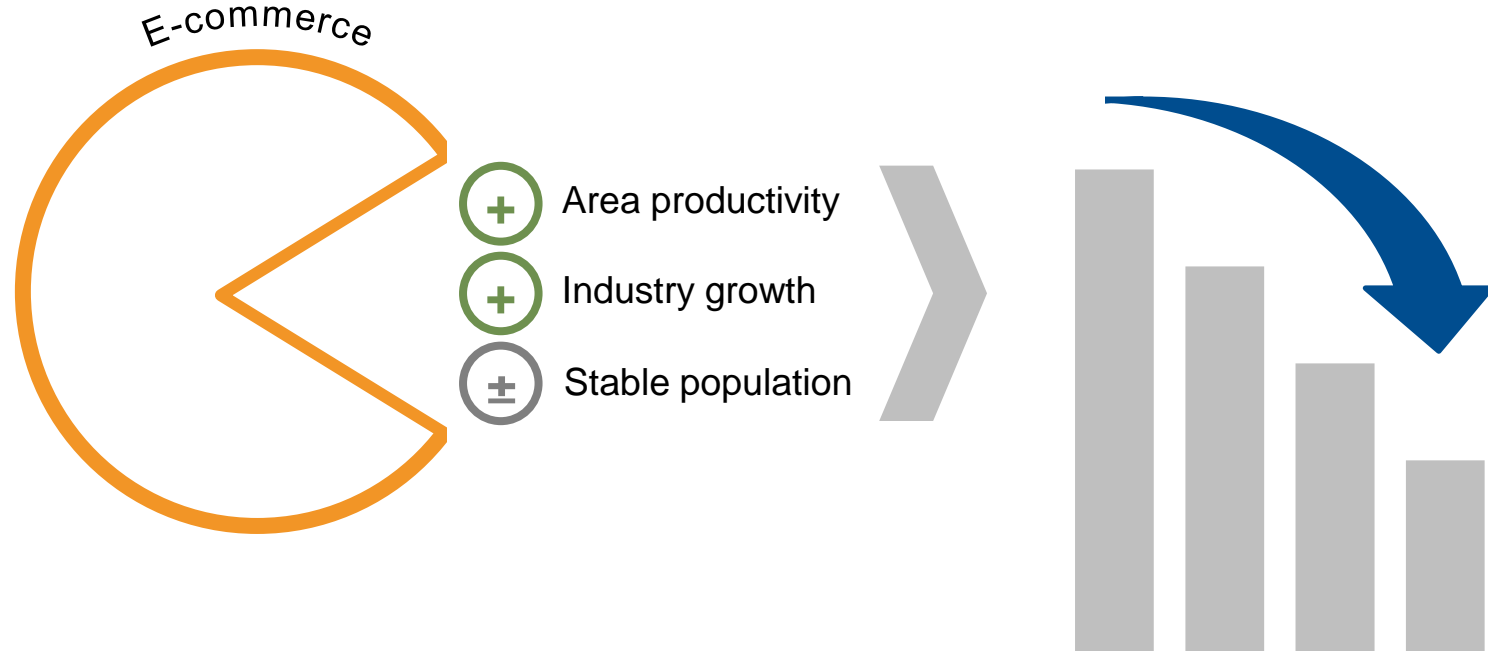 E-commerce
+ Area productivity
+ Industry growth
± Stable population